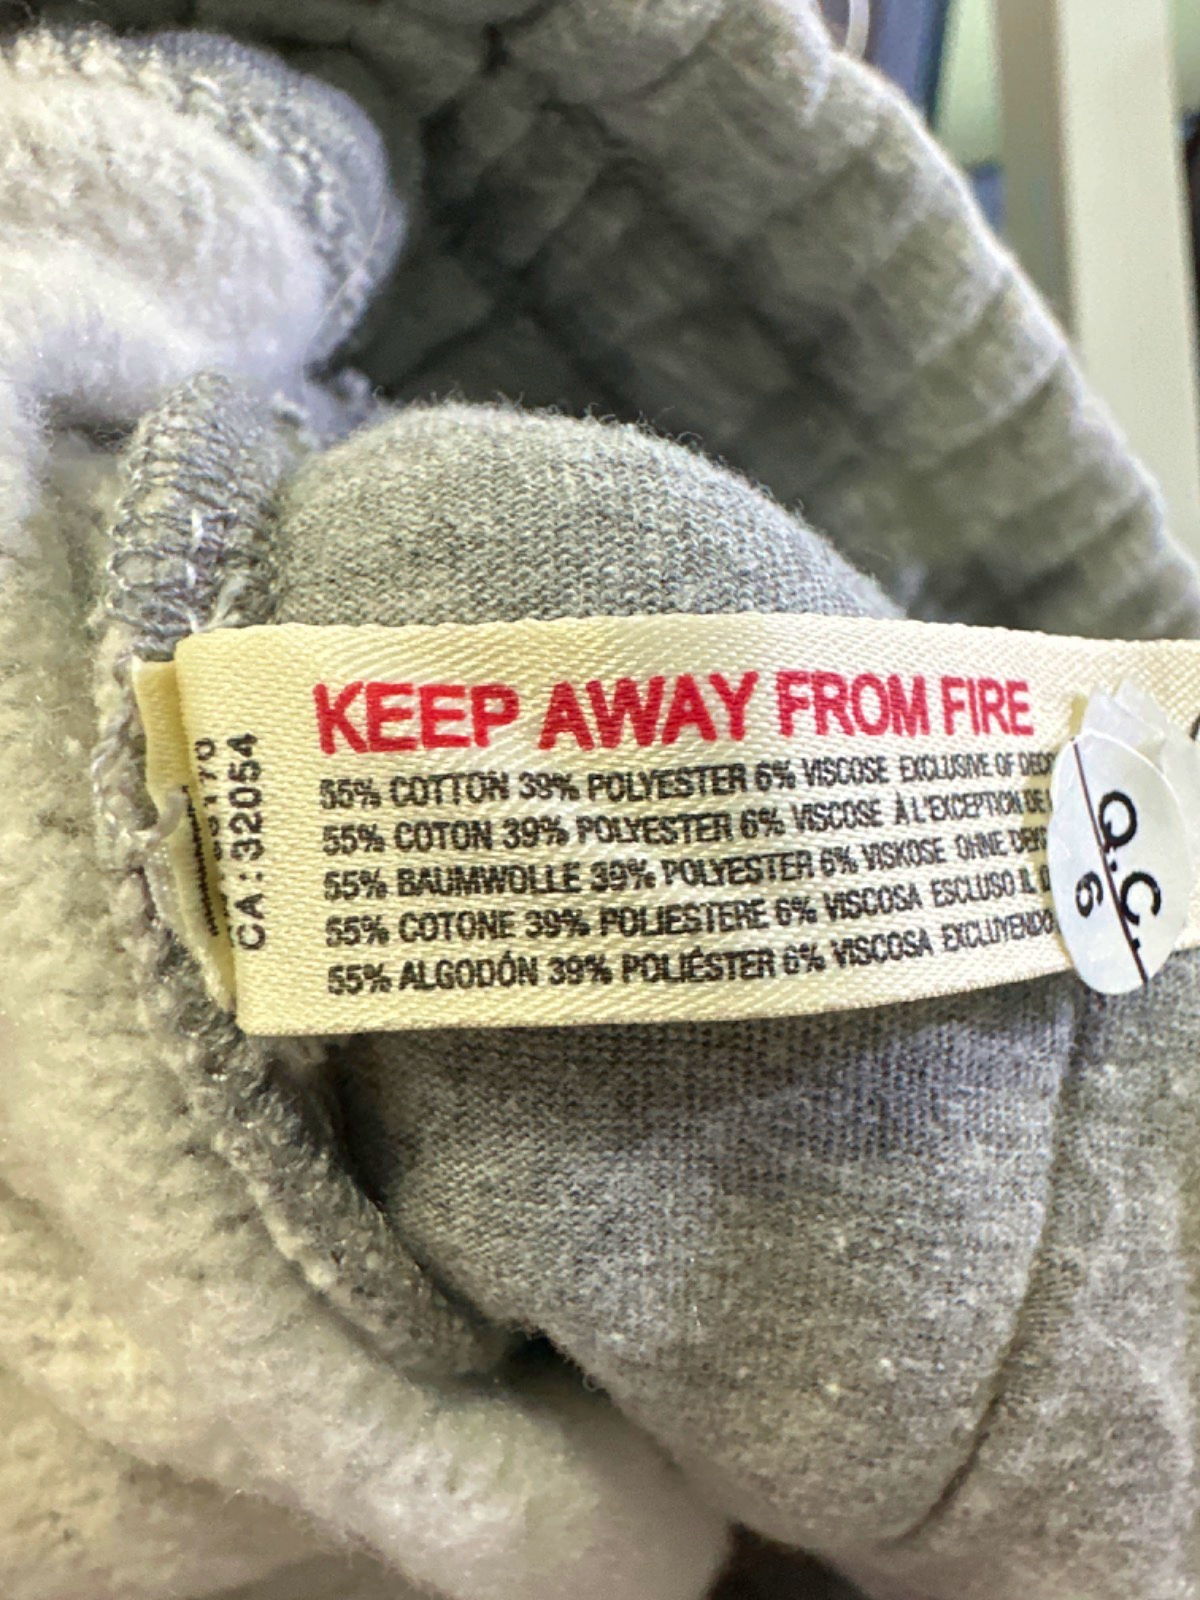 KEEP AWAY FROM FIRE
55% COTTON 39% POLYESTER 6% VISCOSE EXCLUSIVE OF
55% COTON 39% POLYESTER 6% VISCOSE À L'EXCEPTION DE
55% BAUMWOLLE 39% POLYESTER 6% VISKOSE OHNE
55% COTONE 39% POLIESTERE 6% VISCOSA ESCLUSO IL
55% ALGODÓN 39% POLIÉSTER 6% VISCOSA EXCLUYENDO
CA:32054
Q.C.
6